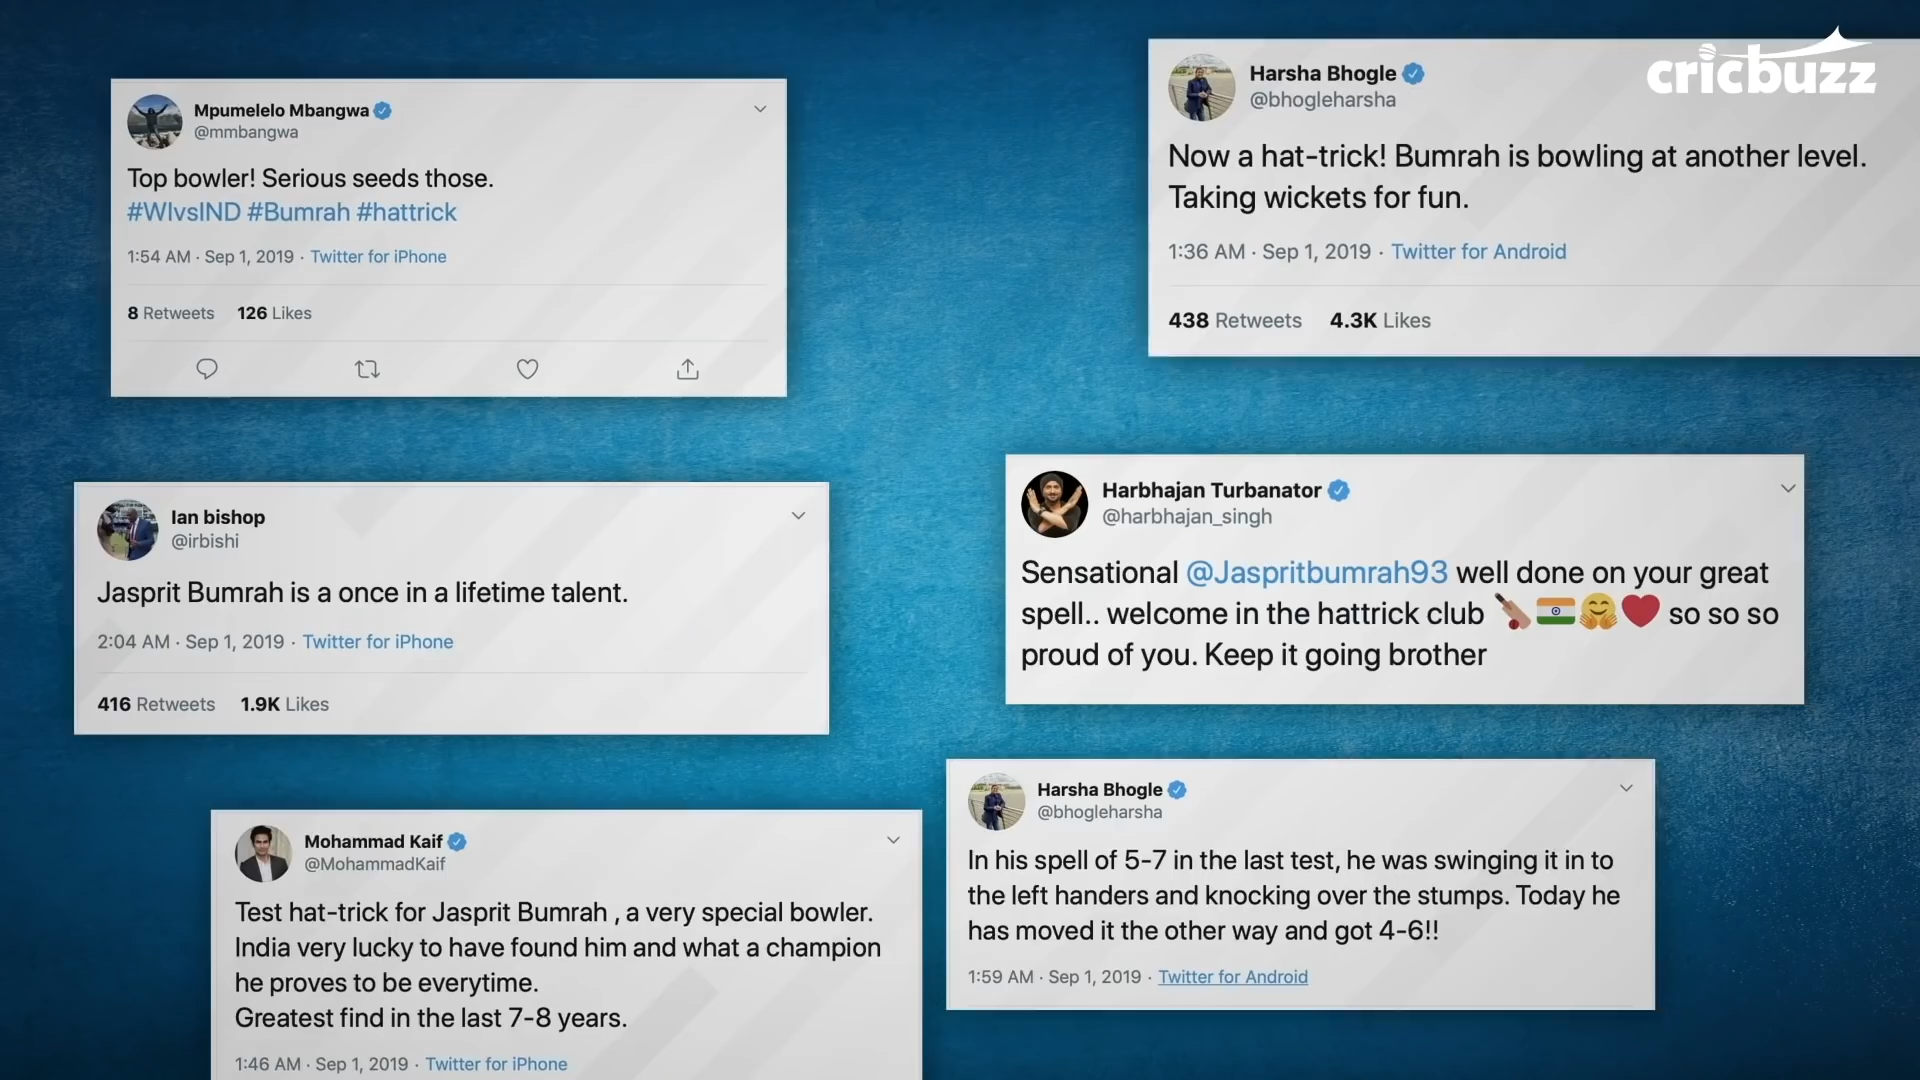 cricbuzz
Mpumelelo Mbangwa
@mmbangwa
Top bowler! Serious seeds those.
#WIvsIND #Bumrah #hattrick
1:54 AM · Sep 1, 2019 · Twitter for iPhone
8 Retweets 126 Likes
Harsha Bhogle
@bhogleharsha
Now a hat-trick! Bumrah is bowling at another level.
Taking wickets for fun.
1:36 AM · Sep 1, 2019 · Twitter for Android
438 Retweets 4.3K Likes
Ian bishop
@irbishi
Jasprit Bumrah is a once in a lifetime talent.
2:04 AM · Sep 1, 2019 · Twitter for iPhone
416 Retweets 1.9K Likes
Harbhajan Turbanator
@harbhajan_singh
Sensational @Jaspritbumrah93 well done on your great
spell.. welcome in the hattrick club 🏏🇮🇳🤗❤️ so so so
proud of you. Keep it going brother
Mohammad Kaif
@MohammadKaif
Test hat-trick for Jasprit Bumrah , a very special bowler.
India very lucky to have found him and what a champion
he proves to be everytime.
Greatest find in the last 7-8 years.
1:46 AM · Sep 1, 2019 · Twitter for iPhone
Harsha Bhogle
@bhogleharsha
In his spell of 5-7 in the last test, he was swinging it in to
the left handers and knocking over the stumps. Today he
has moved it the other way and got 4-6!!
1:59 AM · Sep 1, 2019 · Twitter for Android